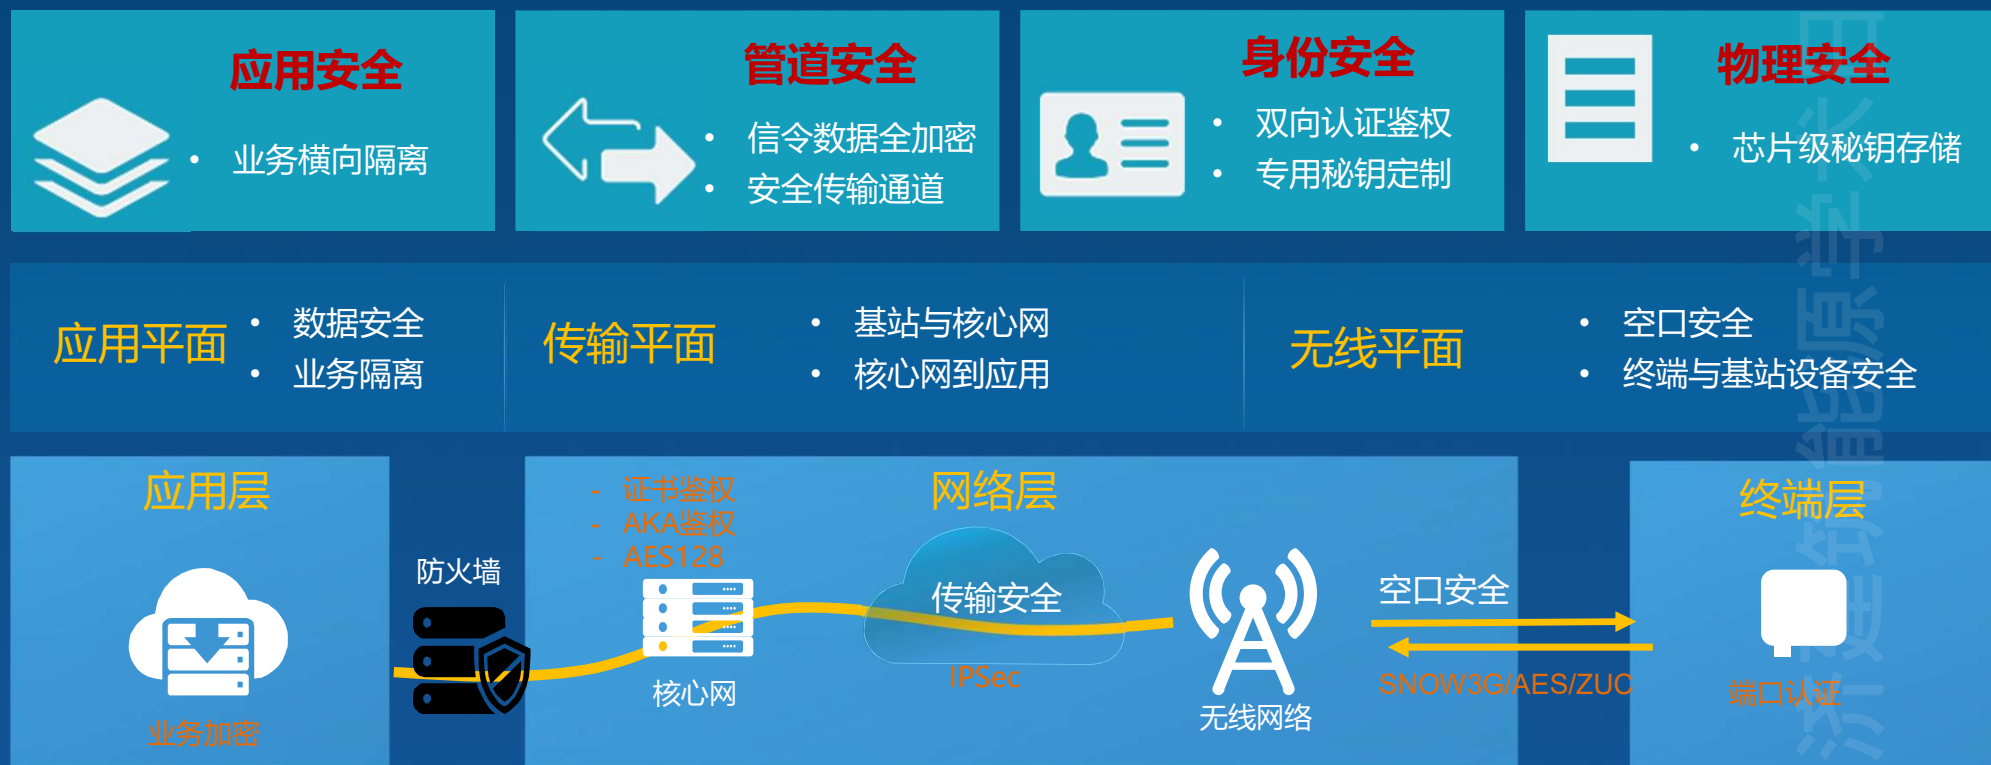 应用安全
• 业务横向隔离
管道安全
• 信令数据全加密
• 安全传输通道
身份安全
• 双向认证鉴权
• 专用秘钥定制
物理安全
• 芯片级秘钥存储
应用平面
• 数据安全
• 业务隔离
传输平面
• 基站与核心网
• 核心网到应用
无线平面
• 空口安全
• 终端与基站设备安全
应用层
业务加密
防火墙
网络层
- 证书鉴权
- AKA鉴权
- AES128
核心网
传输安全
IPSec
无线网络
空口安全
SNOW3G/AES/ZUC
终端层
端口认证